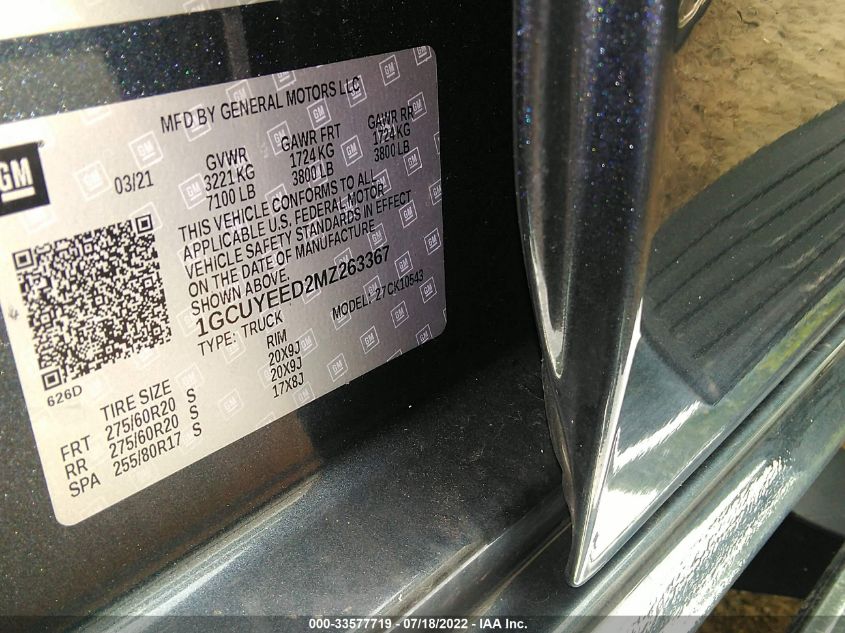 MFD BY GENERAL MOTORS LLC
GM
03/21
GVWR GAWR FRT GAWR RR
3221 KG 1724 KG 1724 KG
7100 LB 3800 LB 3800 LB
THIS VEHICLE CONFORMS TO ALL
APPLICABLE U.S. FEDERAL MOTOR
VEHICLE SAFETY STANDARDS IN EFFECT
ON THE DATE OF MANUFACTURE
SHOWN ABOVE.
1GCUYEED2MZ263367
TYPE: TRUCK MODEL: 27CK10543
626D
TIRE SIZE RIM
FRT 275/60R20 S 20X9J
RR 275/60R20 S 20X9J
SPA 255/80R17 S 17X8J
000-33577719 - 07/18/2022 - IAA Inc.